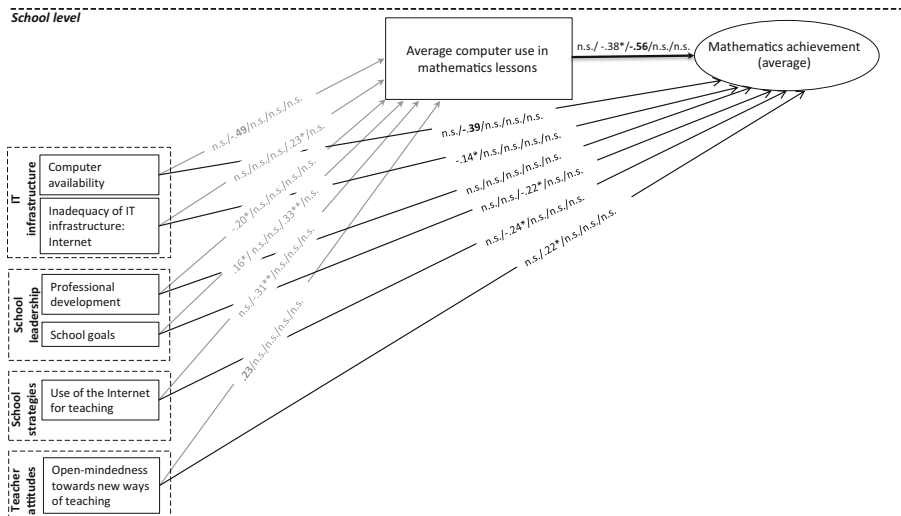 School level
Average computer use in
mathematics lessons
n.s./ -.38*/-.56/n.s./n.s.
Mathematics achievement
(average)
n.s./-.49/n.s./n.s./n.s.
n.s./-.39/n.s./n.s./n.s.
n.s./n.s./n.s./.23*/n.s.
-.14*/n.s./n.s./n.s./n.s.
-.20*/n.s./n.s./n.s./n.s.
n.s./n.s./n.s./n.s./n.s.
.16*/ n.s./n.s./.33**/n.s.
n.s./n.s./-.22*/n.s./n.s.
n.s./-.31**/n.s./n.s./n.s.
n.s./-.24*/n.s./n.s./n.s.
.23/n.s./n.s./n.s./n.s.
n.s./.22*/n.s./n.s./n.s.
IT
infrastructure
Computer
availability
Inadequacy of IT
infrastructure:
Internet
School
leadership
Professional
development
School goals
School
strategies
Use of the Internet
for teaching
Teacher
attitudes
Open-mindedness
towards new ways
of teaching